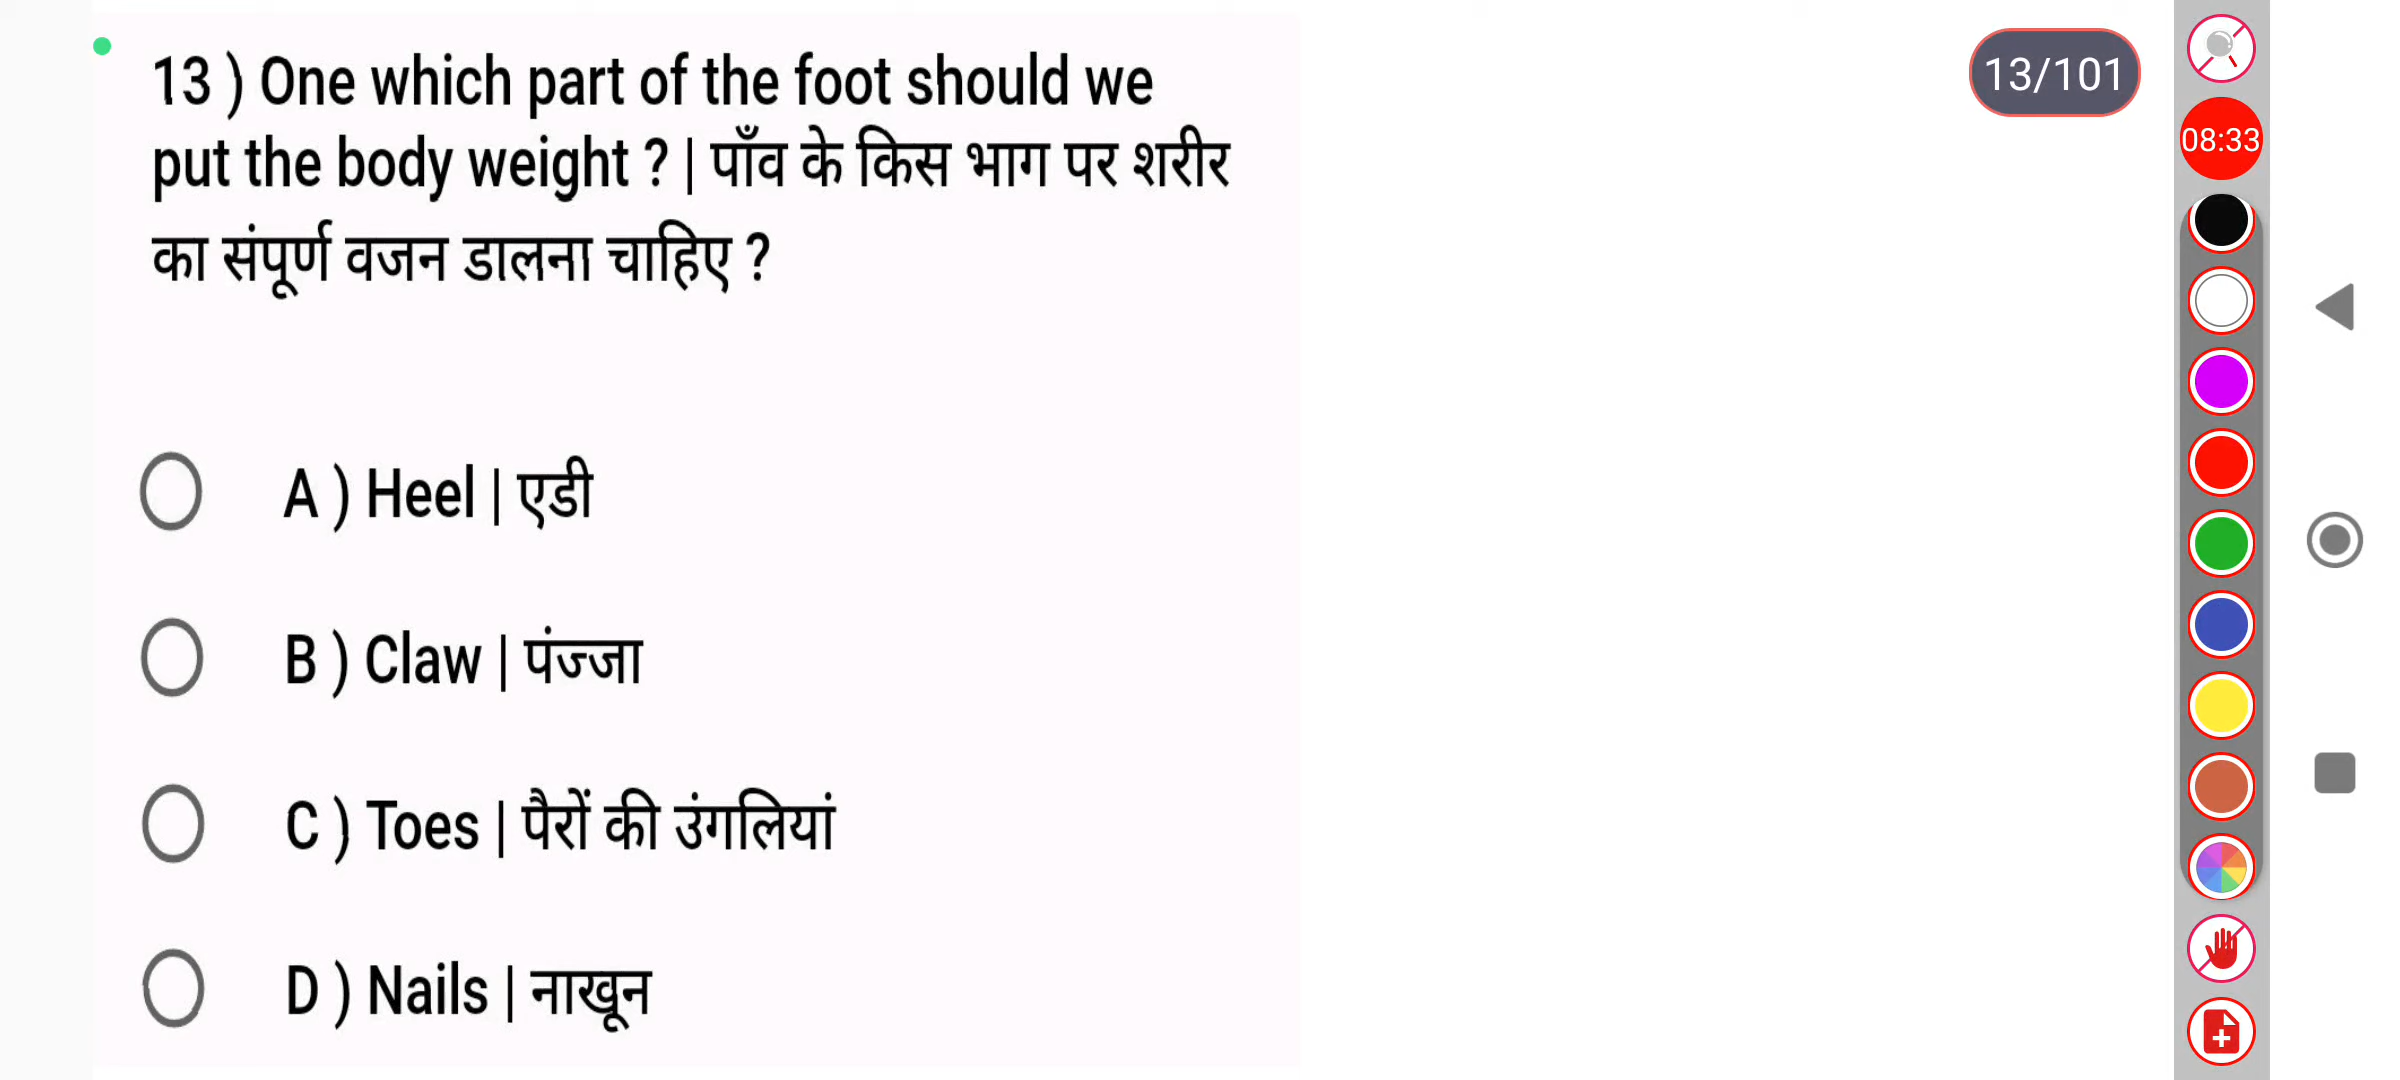 13 ) One which part of the foot should we
put the body weight ? | पाँव के किस भाग पर शरीर
का संपूर्ण वजन डालना चाहिए ?
A ) Heel | एडी
B ) Claw | पंज्जा
C ) Toes | पैरों की उंगलियां
D ) Nails | नाखून
13/101
08:33